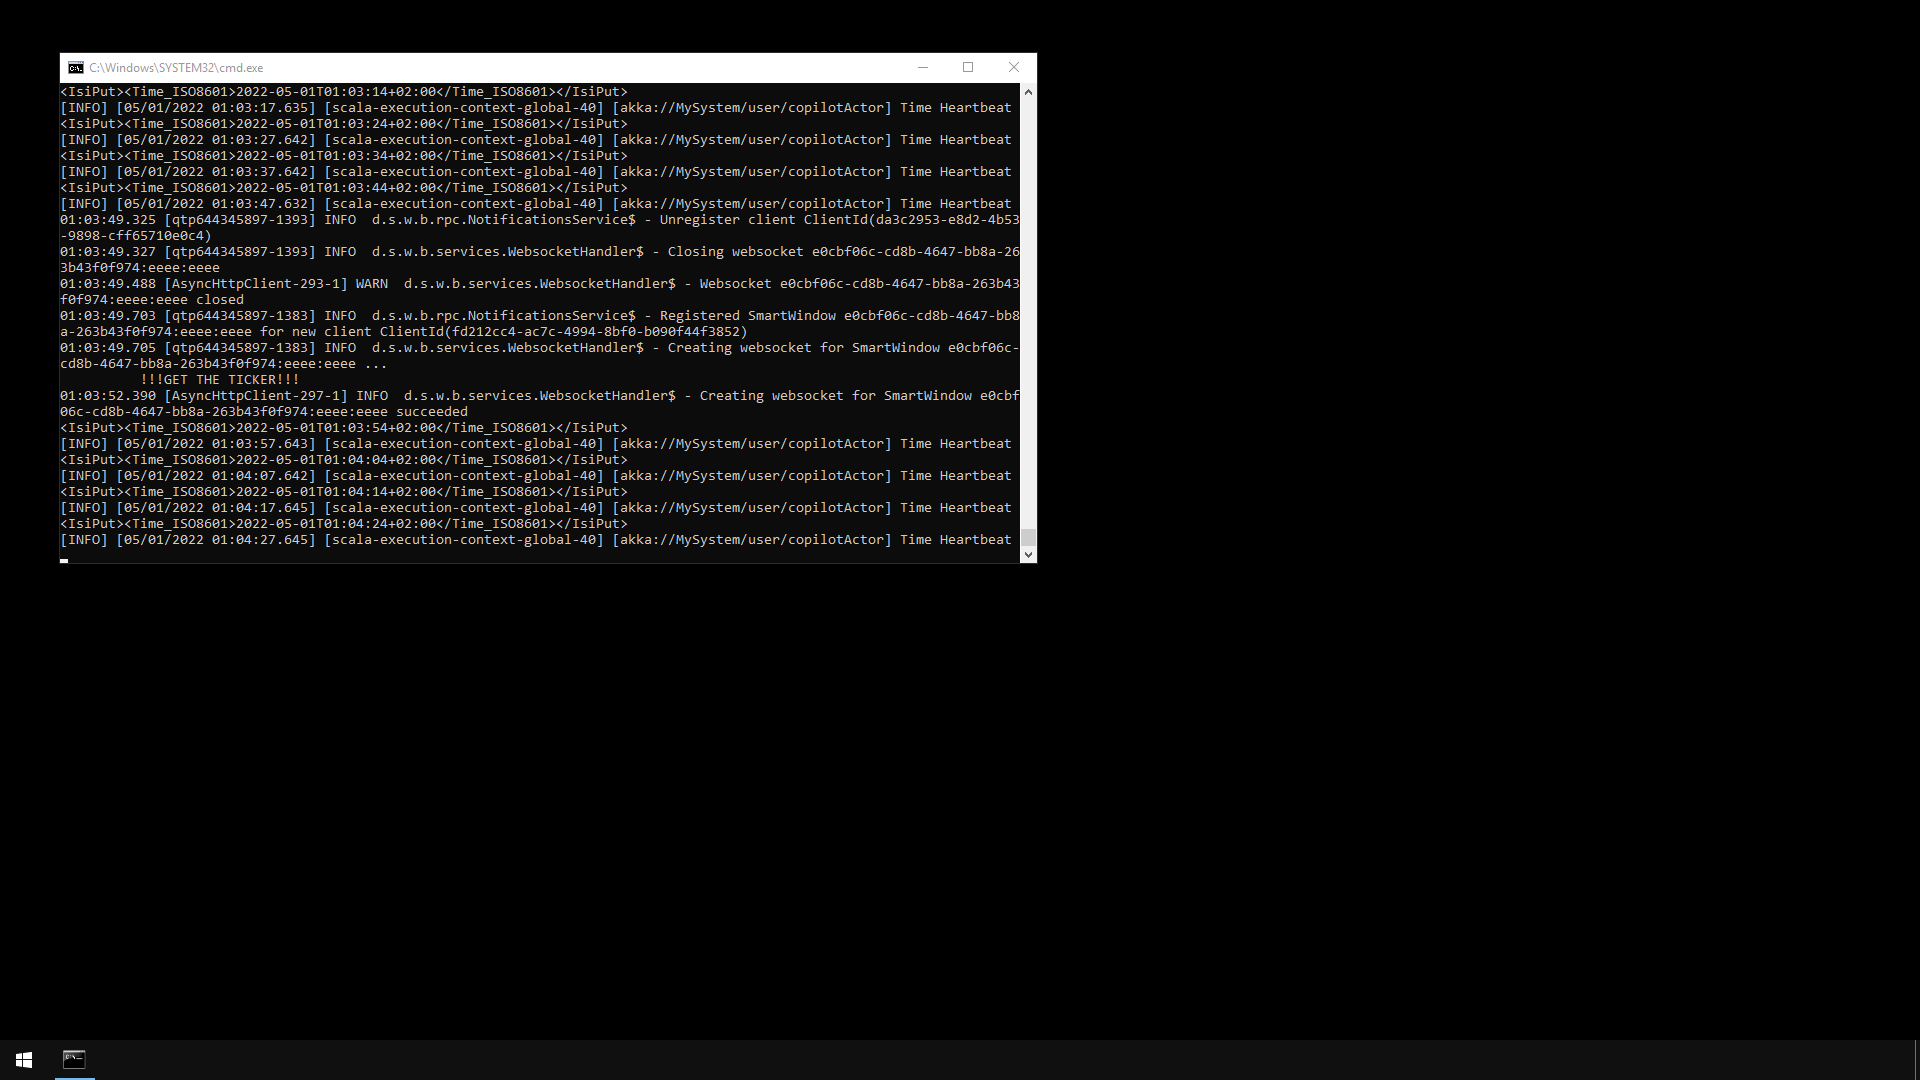 C:\Windows\SYSTEM32\cmd.exe
<IsiPut><Time_ISO8601>2022-05-01T01:03:14+02:00</Time_ISO8601></IsiPut>
[INFO] [05/01/2022 01:03:17.635] [scala-execution-context-global-40] [akka://MySystem/user/copilotActor] Time Heartbeat
<IsiPut><Time_ISO8601>2022-05-01T01:03:24+02:00</Time_ISO8601></IsiPut>
[INFO] [05/01/2022 01:03:27.642] [scala-execution-context-global-40] [akka://MySystem/user/copilotActor] Time Heartbeat
<IsiPut><Time_ISO8601>2022-05-01T01:03:34+02:00</Time_ISO8601></IsiPut>
[INFO] [05/01/2022 01:03:37.642] [scala-execution-context-global-40] [akka://MySystem/user/copilotActor] Time Heartbeat
<IsiPut><Time_ISO8601>2022-05-01T01:03:44+02:00</Time_ISO8601></IsiPut>
[INFO] [05/01/2022 01:03:47.632] [scala-execution-context-global-40] [akka://MySystem/user/copilotActor] Time Heartbeat
01:03:49.325 [qtp644345897-1393] INFO  d.s.w.b.rpc.NotificationsService$ - Unregister client ClientId(da3c2953-e8d2-4b53
-9898-cff65710e0c4)
01:03:49.327 [qtp644345897-1393] INFO  d.s.w.b.services.WebsocketHandler$ - Closing websocket e0cbf06c-cd8b-4647-bb8a-26
3b43f0f974:eeee:eeee
01:03:49.488 [AsyncHttpClient-293-1] WARN  d.s.w.b.services.WebsocketHandler$ - Websocket e0cbf06c-cd8b-4647-bb8a-263b43
f0f974:eeee:eeee closed
01:03:49.703 [qtp644345897-1383] INFO  d.s.w.b.rpc.NotificationsService$ - Registered SmartWindow e0cbf06c-cd8b-4647-bb8
a-263b43f0f974:eeee:eeee for new client ClientId(fd212cc4-ac7c-4994-8bf0-b090f44f3852)
01:03:49.705 [qtp644345897-1383] INFO  d.s.w.b.services.WebsocketHandler$ - Creating websocket for SmartWindow e0cbf06c-
cd8b-4647-bb8a-263b43f0f974:eeee:eeee ...
!!!GET THE TICKER!!!
01:03:52.390 [AsyncHttpClient-297-1] INFO  d.s.w.b.services.WebsocketHandler$ - Creating websocket for SmartWindow e0cbf
06c-cd8b-4647-bb8a-263b43f0f974:eeee:eeee succeeded
<IsiPut><Time_ISO8601>2022-05-01T01:03:54+02:00</Time_ISO8601></IsiPut>
[INFO] [05/01/2022 01:03:57.643] [scala-execution-context-global-40] [akka://MySystem/user/copilotActor] Time Heartbeat
<IsiPut><Time_ISO8601>2022-05-01T01:04:04+02:00</Time_ISO8601></IsiPut>
[INFO] [05/01/2022 01:04:07.642] [scala-execution-context-global-40] [akka://MySystem/user/copilotActor] Time Heartbeat
<IsiPut><Time_ISO8601>2022-05-01T01:04:14+02:00</Time_ISO8601></IsiPut>
[INFO] [05/01/2022 01:04:17.645] [scala-execution-context-global-40] [akka://MySystem/user/copilotActor] Time Heartbeat
<IsiPut><Time_ISO8601>2022-05-01T01:04:24+02:00</Time_ISO8601></IsiPut>
[INFO] [05/01/2022 01:04:27.645] [scala-execution-context-global-40] [akka://MySystem/user/copilotActor] Time Heartbeat